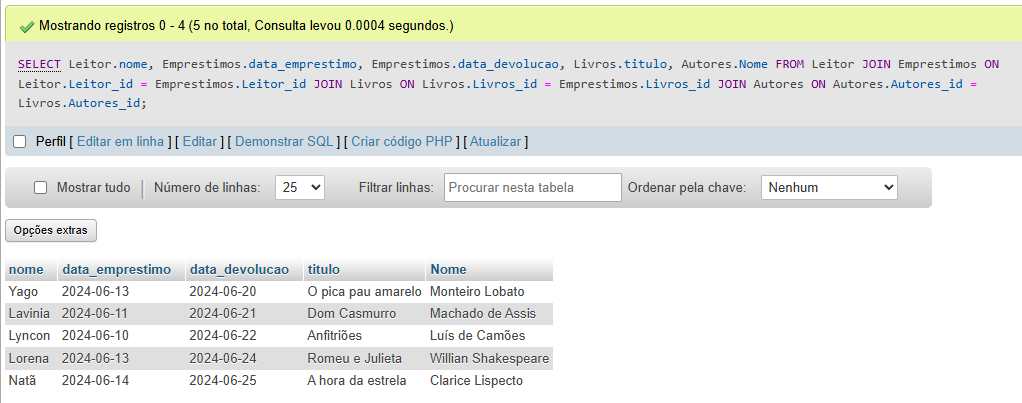 Mostrando registros 0 - 4 (5 no total, Consulta levou 0.0004 segundos.)
SELECT Leitor.nome, Emprestimos.data_emprestimo, Emprestimos.data_devolucao, Livros.titulo, Autores.Nome FROM Leitor JOIN Emprestimos ON
Leitor.Leitor_id = Emprestimos.Leitor_id JOIN Livros ON Livros.Livros_id = Emprestimos.Livros_id JOIN Autores ON Autores.Autores_id =
Livros.Autores_id;
Perfil [ Editar em linha ] [ Editar ] [ Demonstrar SQL ] [ Criar código PHP ] [ Atualizar ]
Mostrar tudo | Número de linhas: 25 Filtrar linhas: Procurar nesta tabela Ordenar pela chave: Nenhum
Opções extras
nome data_emprestimo data_devolucao titulo Nome
Yago 2024-06-13 2024-06-20 O pica pau amarelo Monteiro Lobato
Lavinia 2024-06-11 2024-06-21 Dom Casmurro Machado de Assis
Lyncon 2024-06-10 2024-06-22 Anfitriões Luís de Camões
Lorena 2024-06-13 2024-06-24 Romeu e Julieta Willian Shakespeare
Natã 2024-06-14 2024-06-25 A hora da estrela Clarice Lispecto